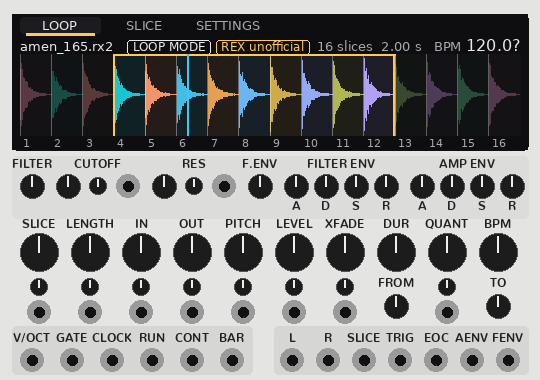 LOOP SLICE SETTINGS
amen_165.rx2 LOOP MODE REX unofficial 16 slices 2.00 s BPM 120.0?
1 2 3 4 5 6 7 8 9 10 11 12 13 14 15 16
FILTER CUTOFF RES F.ENV FILTER ENV AMP ENV
A D S R A D S R
SLICE LENGTH IN OUT PITCH LEVEL XFADE DUR QUANT BPM
FROM TO
V/OCT GATE CLOCK RUN CONT BAR L R SLICE TRIG EOC AENV FENV